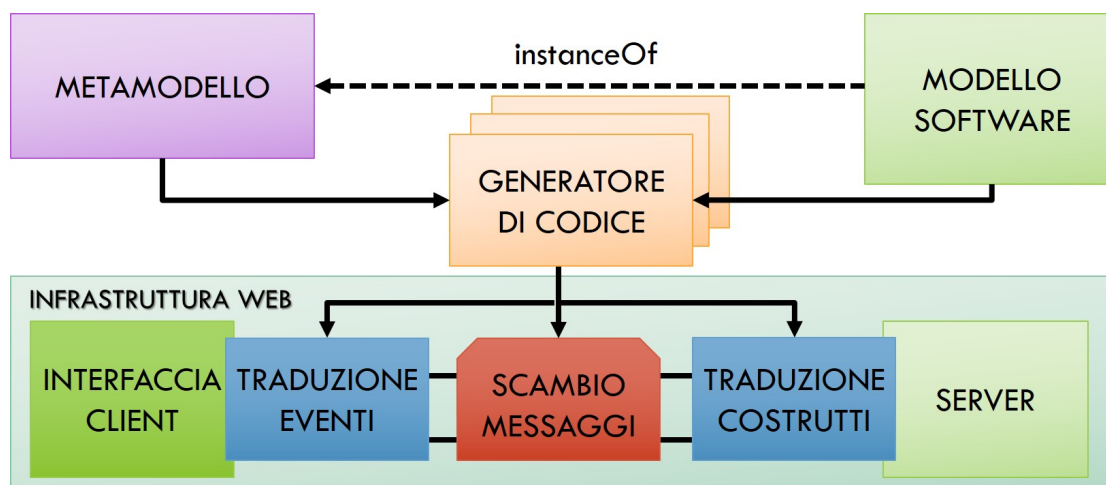 instanceOf
METAMODELLO
MODELLO
SOFTWARE
GENERATORE
DI CODICE
INFRASTRUTTURA WEB
INTERFACCIA
CLIENT
TRADUZIONE
EVENTI
SCAMBIO
MESSAGGI
TRADUZIONE
COSTRUTTI
SERVER